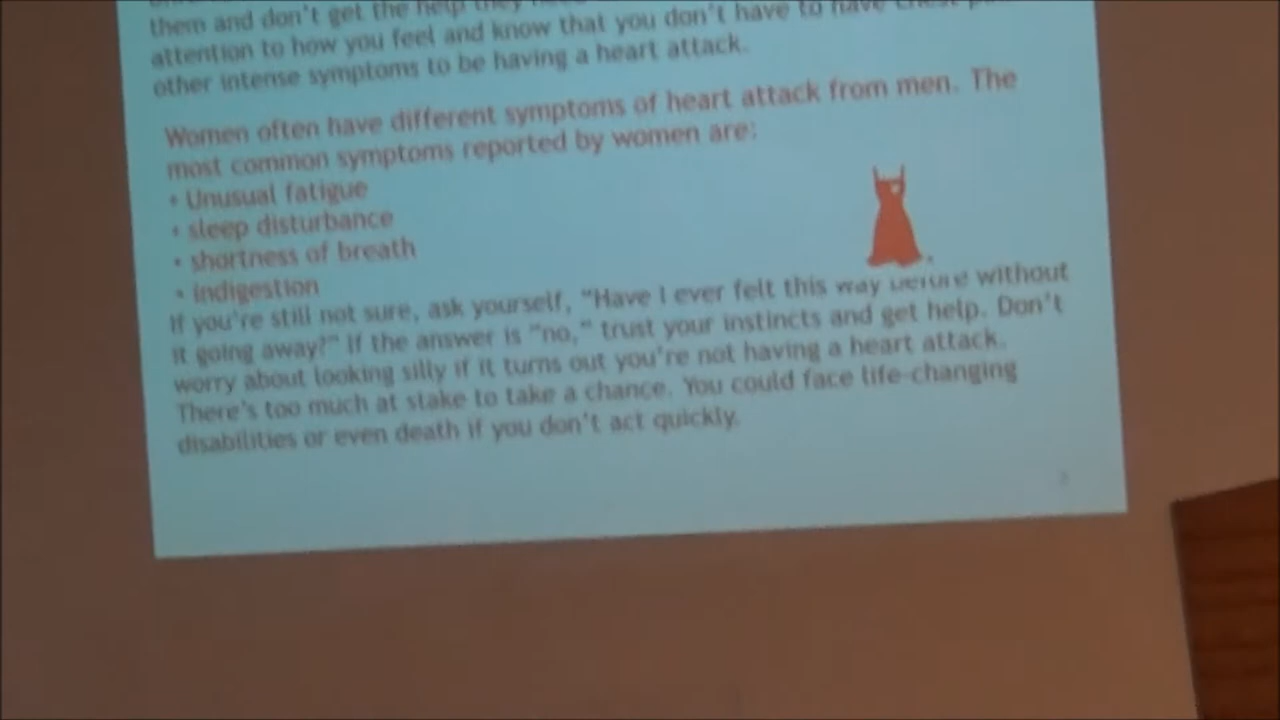 them and don't get the help they
attention to how you feel and know that you don't have to have chest
other intense symptoms to be having a heart attack.
Women often have different symptoms of heart attack from men. The
most common symptoms reported by women are:
• Unusual fatigue
• sleep disturbance
• shortness of breath
• indigestion
If you're still not sure, ask yourself, "Have I ever felt this way before without
it going away?" If the answer is "no," trust your instincts and get help. Don't
worry about looking silly if it turns out you're not having a heart attack.
There's too much at stake to take a chance. You could face life-changing
disabilities or even death if you don't act quickly.